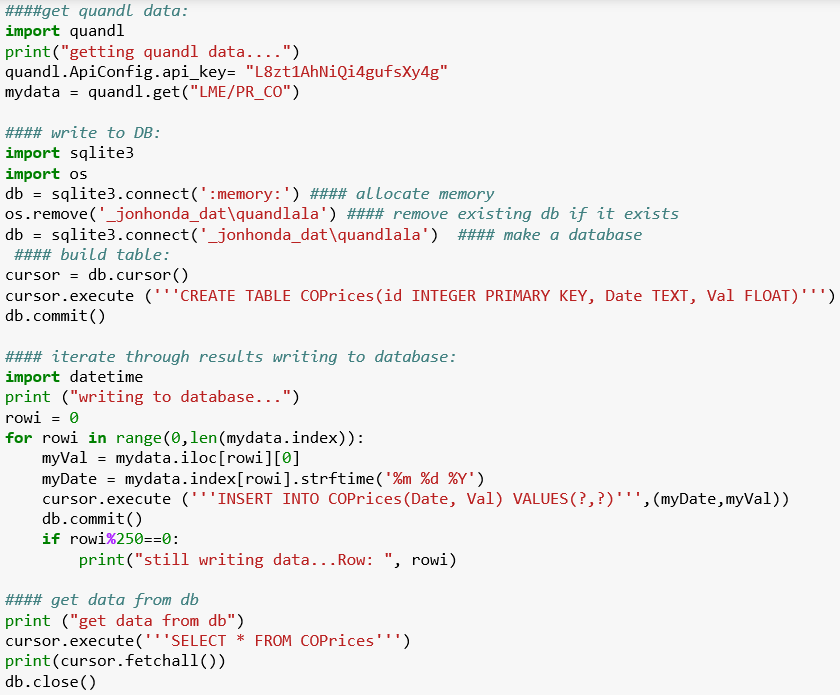 ####get quandl data:
import quandl
print("getting quandl data....")
quandl.ApiConfig.api_key= "L8zt1AhNiQi4gufsXy4g"
mydata = quandl.get("LME/PR_CO")

#### write to DB:
import sqlite3
import os
db = sqlite3.connect(':memory:') #### allocate memory
os.remove('_jonhonda_dat\quandlala') #### remove existing db if it exists
db = sqlite3.connect('_jonhonda_dat\quandlala')  #### make a database
 #### build table:
cursor = db.cursor()
cursor.execute ('''CREATE TABLE COPrices(id INTEGER PRIMARY KEY, Date TEXT, Val FLOAT)''')
db.commit()

#### iterate through results writing to database:
import datetime
print ("writing to database...")
rowi = 0
for rowi in range(0,len(mydata.index)):
    myVal = mydata.iloc[rowi][0]
    myDate = mydata.index[rowi].strftime('%m %d %Y')
    cursor.execute ('''INSERT INTO COPrices(Date, Val) VALUES(?,?)''',(myDate,myVal))
    db.commit()
    if rowi%250==0:
        print("still writing data...Row: ", rowi)

#### get data from db
print ("get data from db")
cursor.execute('''SELECT * FROM COPrices''')
print(cursor.fetchall())
db.close()